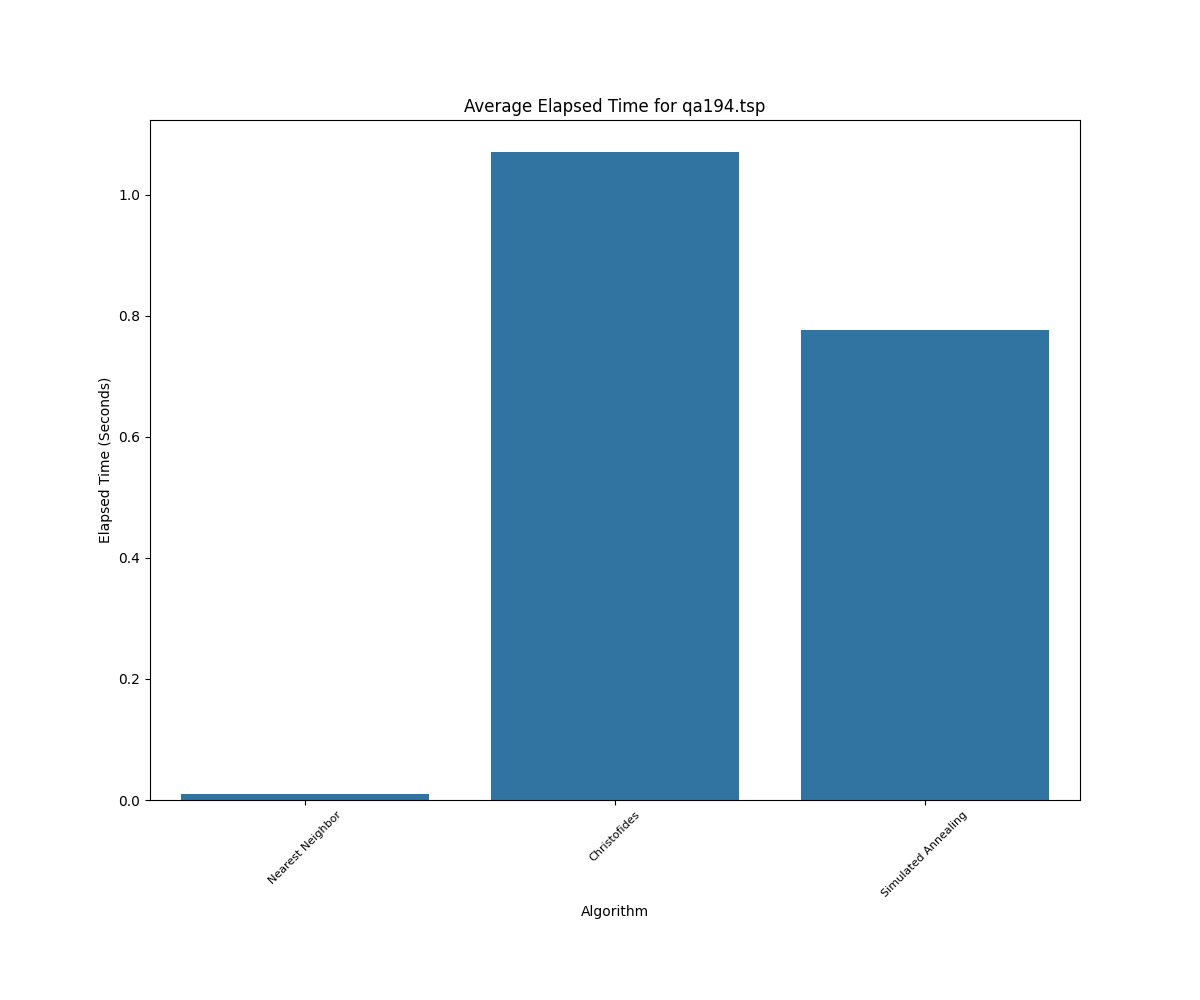 Average Elapsed Time for qa194.tsp
Elapsed Time (Seconds)
1.0
0.8
0.6
0.4
0.2
0.0
Nearest Neighbor
Christofides
Simulated Annealing
Algorithm